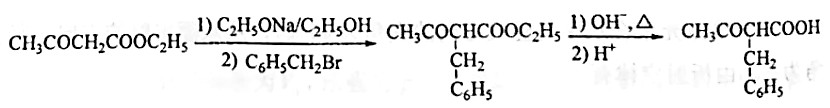 CH₃COCH₂COOC₂H₅ 1) C₂H₅ONa/C₂H₅OH 2) C₆H₅CH₂Br CH₃COCHCOOC₂H₅ 1) OH⁻, △ 2) H⁺ CH₃COCHCOOH
CH₂ CH₂
C₆H₅ C₆H₅